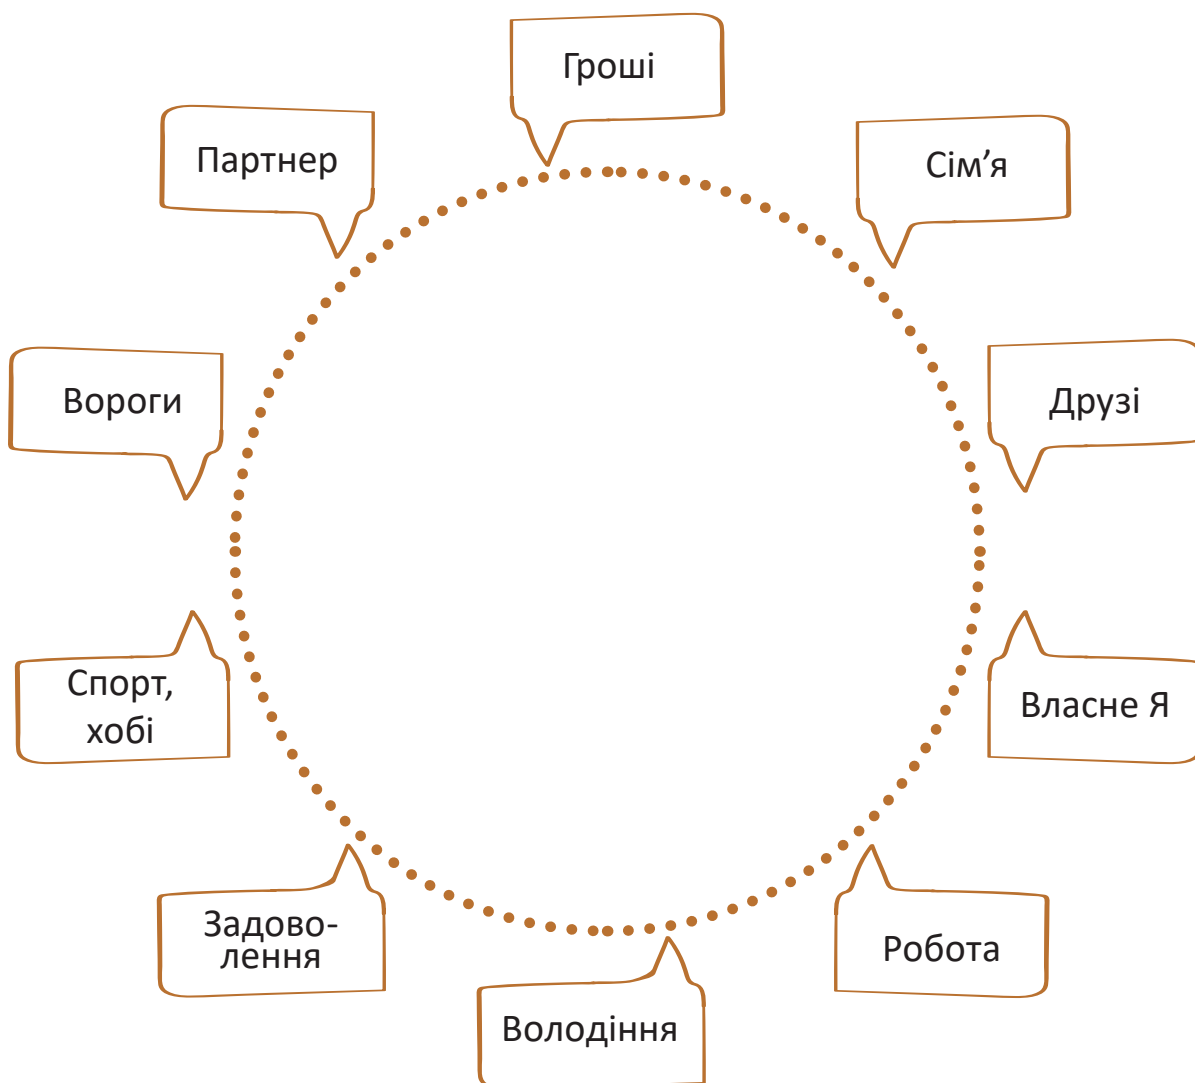 Гроші
Партнер
Сім’я
Вороги
Друзі
Спорт,
хобі
Власне Я
Задово-
лення
Робота
Володіння